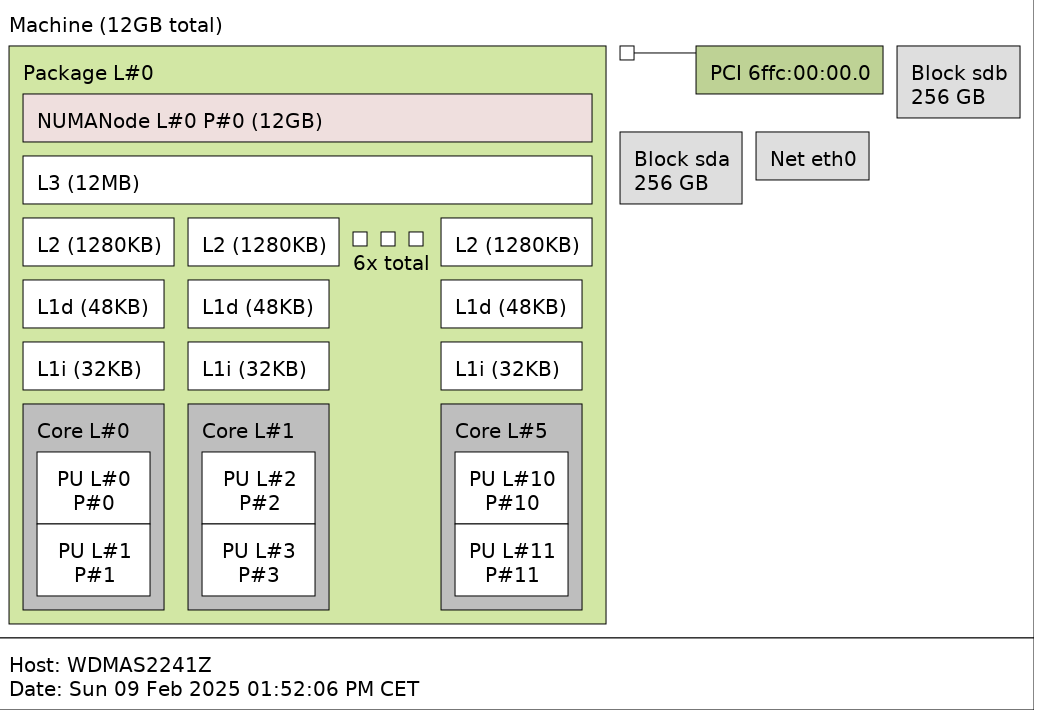 Machine (12GB total)
Package L#0
NUMANode L#0 P#0 (12GB)
L3 (12MB)
L2 (1280KB)
L2 (1280KB)
6x total
L2 (1280KB)
L1d (48KB)
L1d (48KB)
L1d (48KB)
L1i (32KB)
L1i (32KB)
L1i (32KB)
Core L#0
PU L#0
P#0
PU L#1
P#1
Core L#1
PU L#2
P#2
PU L#3
P#3
Core L#5
PU L#10
P#10
PU L#11
P#11
PCI 6ffc:00:00.0
Block sdb
256 GB
Block sda
256 GB
Net eth0
Host: WDMAS2241Z
Date: Sun 09 Feb 2025 01:52:06 PM CET